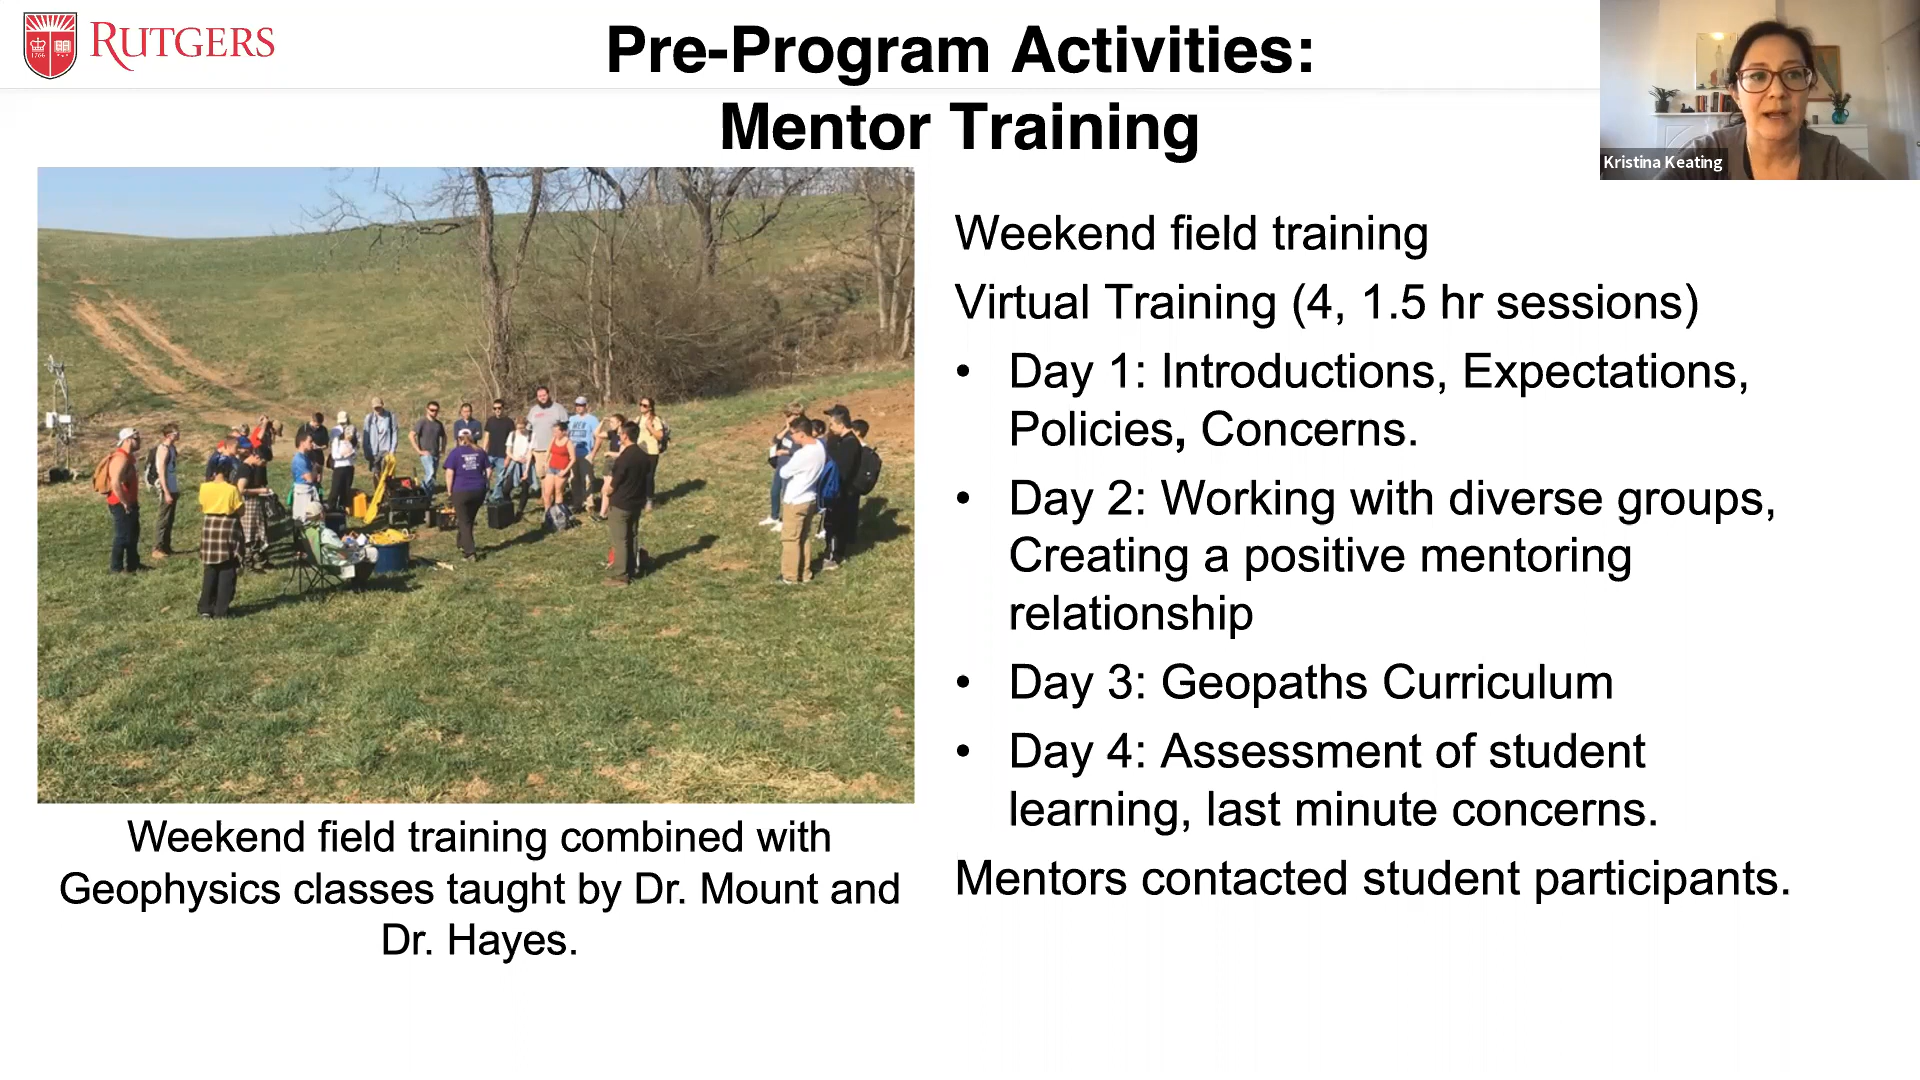 RUTGERS
1766
Pre-Program Activities:
Mentor Training
Kristina Keating
Weekend field training
Virtual Training (4, 1.5 hr sessions)
• Day 1: Introductions, Expectations,
Policies, Concerns.
• Day 2: Working with diverse groups,
Creating a positive mentoring
relationship
• Day 3: Geopaths Curriculum
• Day 4: Assessment of student
learning, last minute concerns.
Mentors contacted student participants.
Weekend field training combined with
Geophysics classes taught by Dr. Mount and
Dr. Hayes.